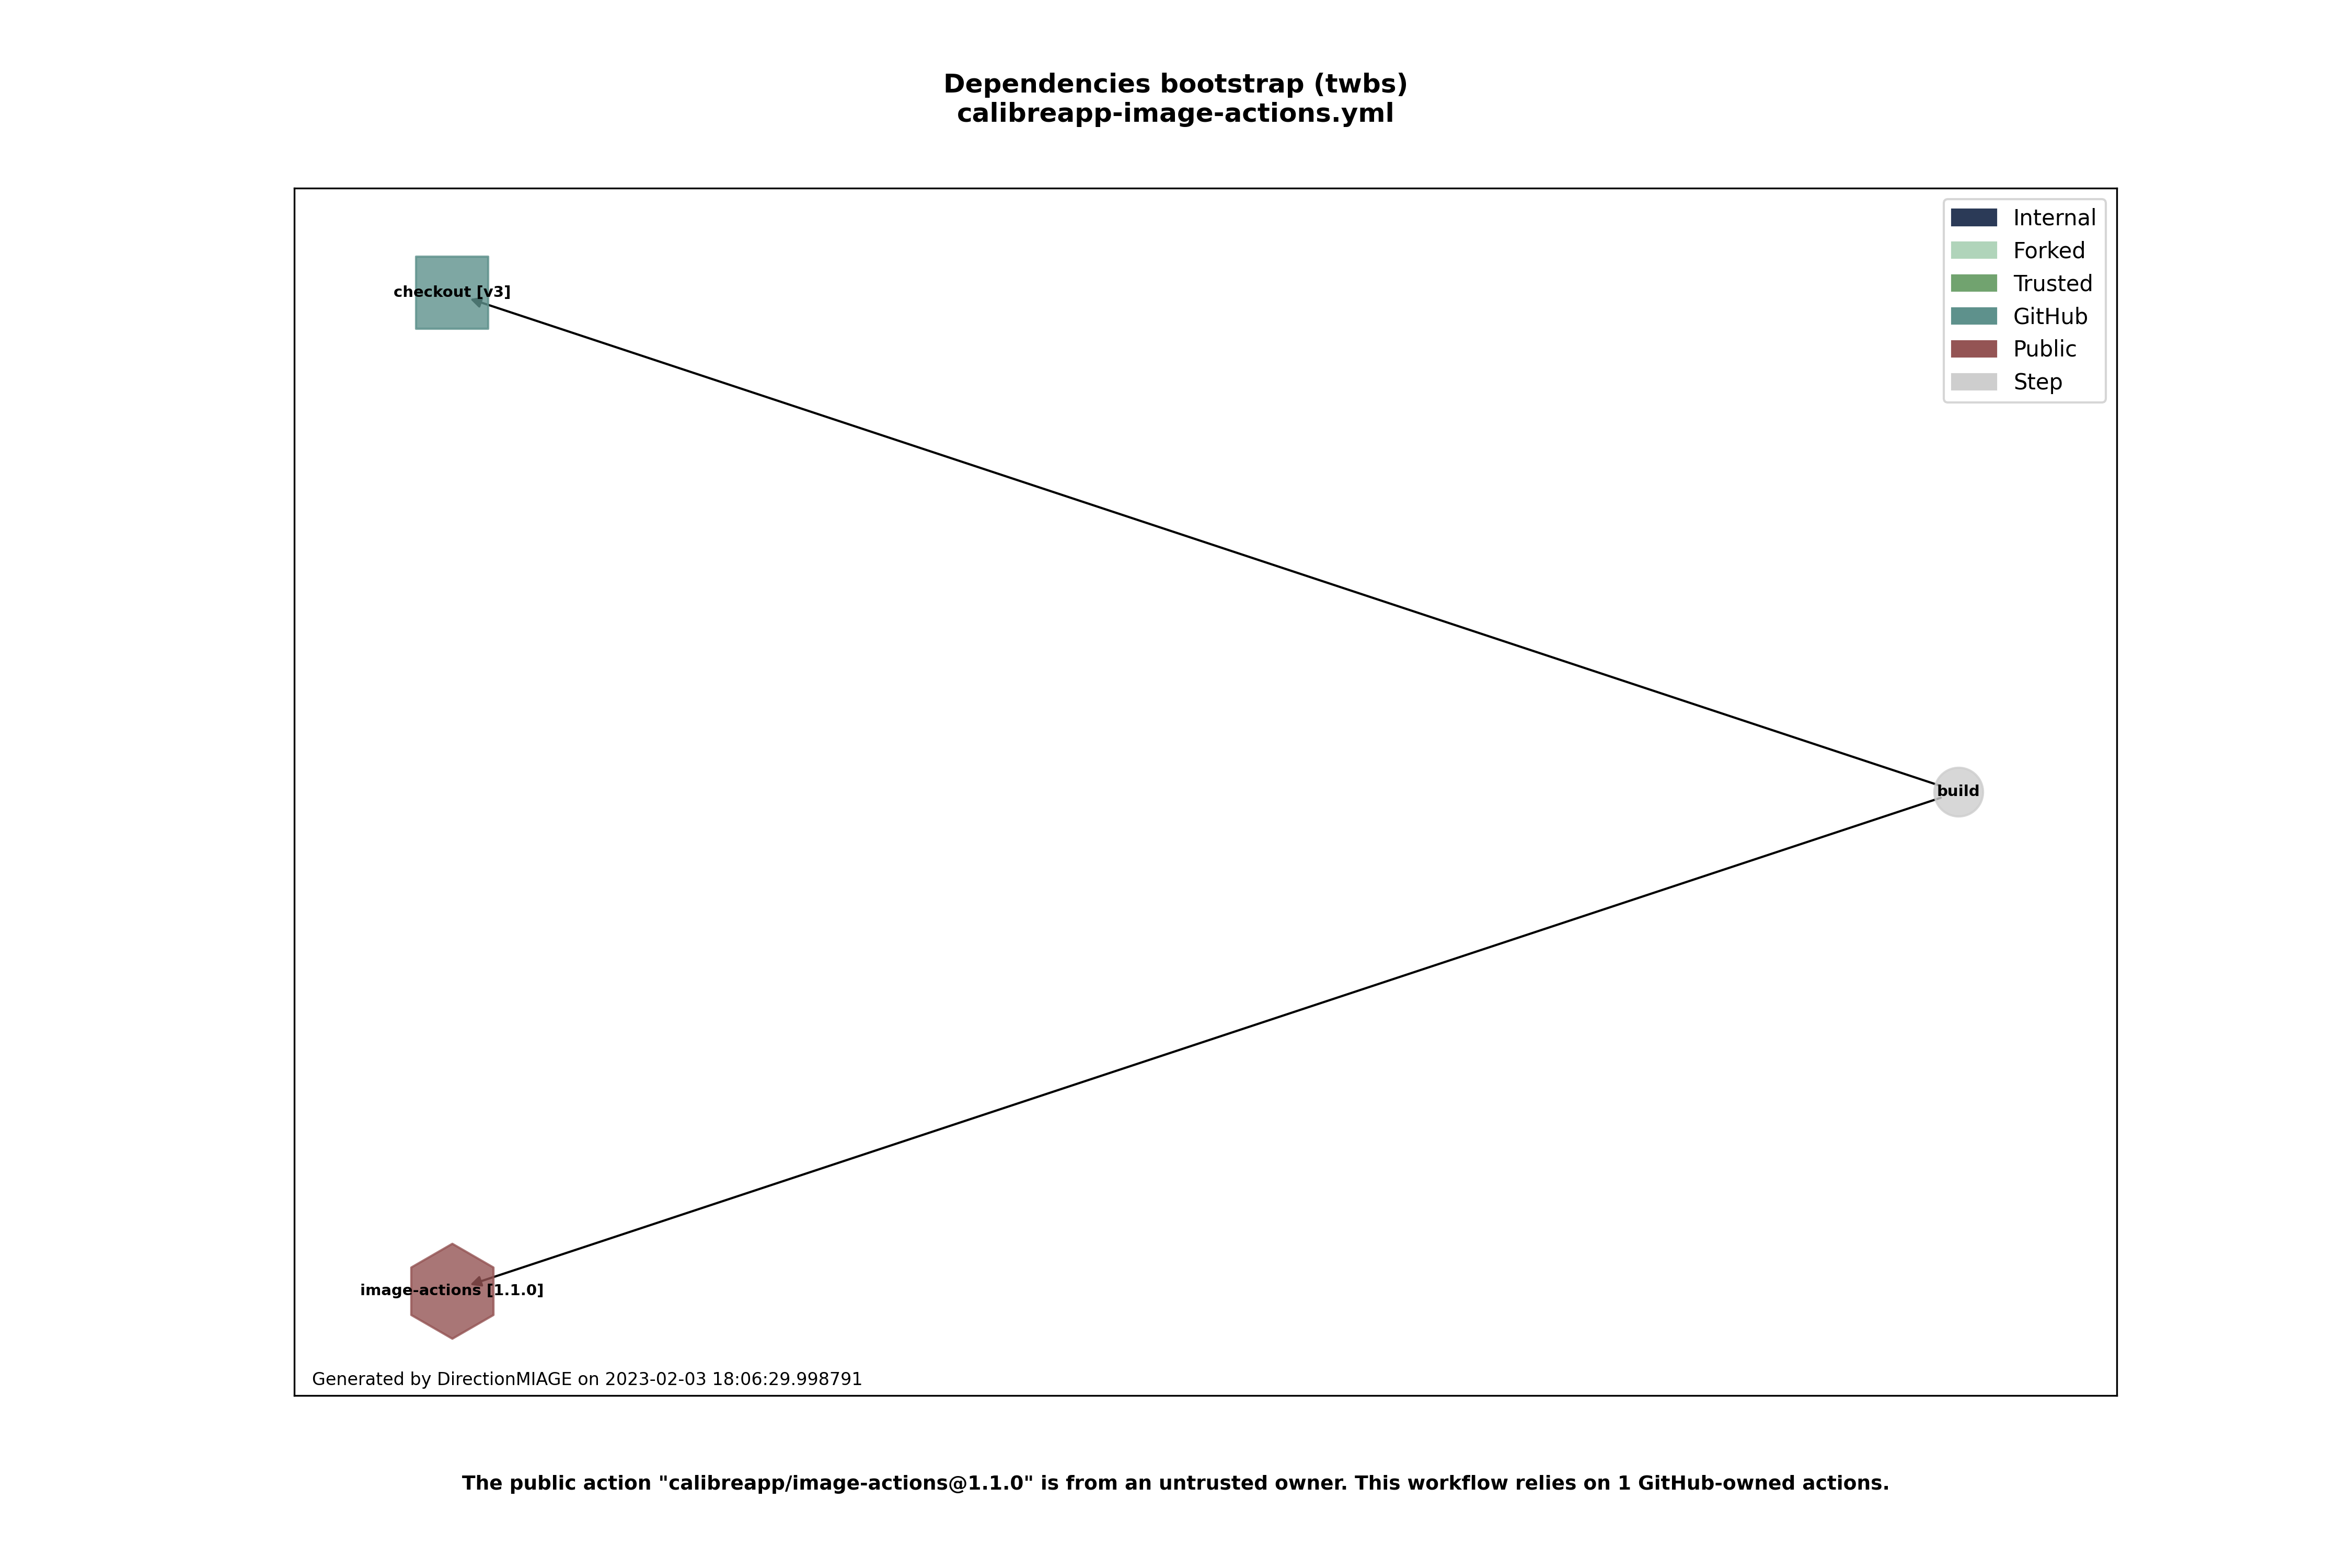 Dependencies bootstrap (twbs)
calibreapp-image-actions.yml
Internal
Forked
Trusted
GitHub
Public
Step
checkout [v3]
build
image-actions [1.1.0]
Generated by DirectionMIAGE on 2023-02-03 18:06:29.998791
The public action "calibreapp/image-actions@1.1.0" is from an untrusted owner. This workflow relies on 1 GitHub-owned actions.